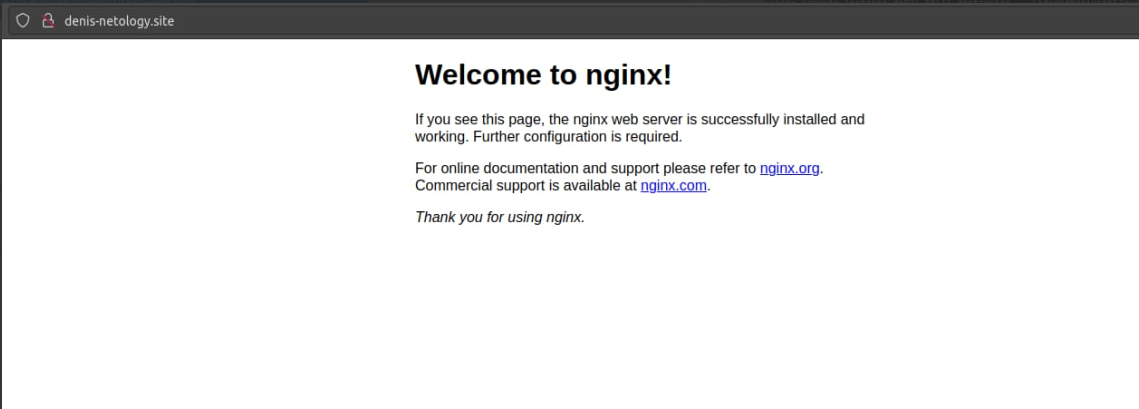 denis-netology.site
Welcome to nginx!
If you see this page, the nginx web server is successfully installed and
working. Further configuration is required.
For online documentation and support please refer to nginx.org.
Commercial support is available at nginx.com.
Thank you for using nginx.